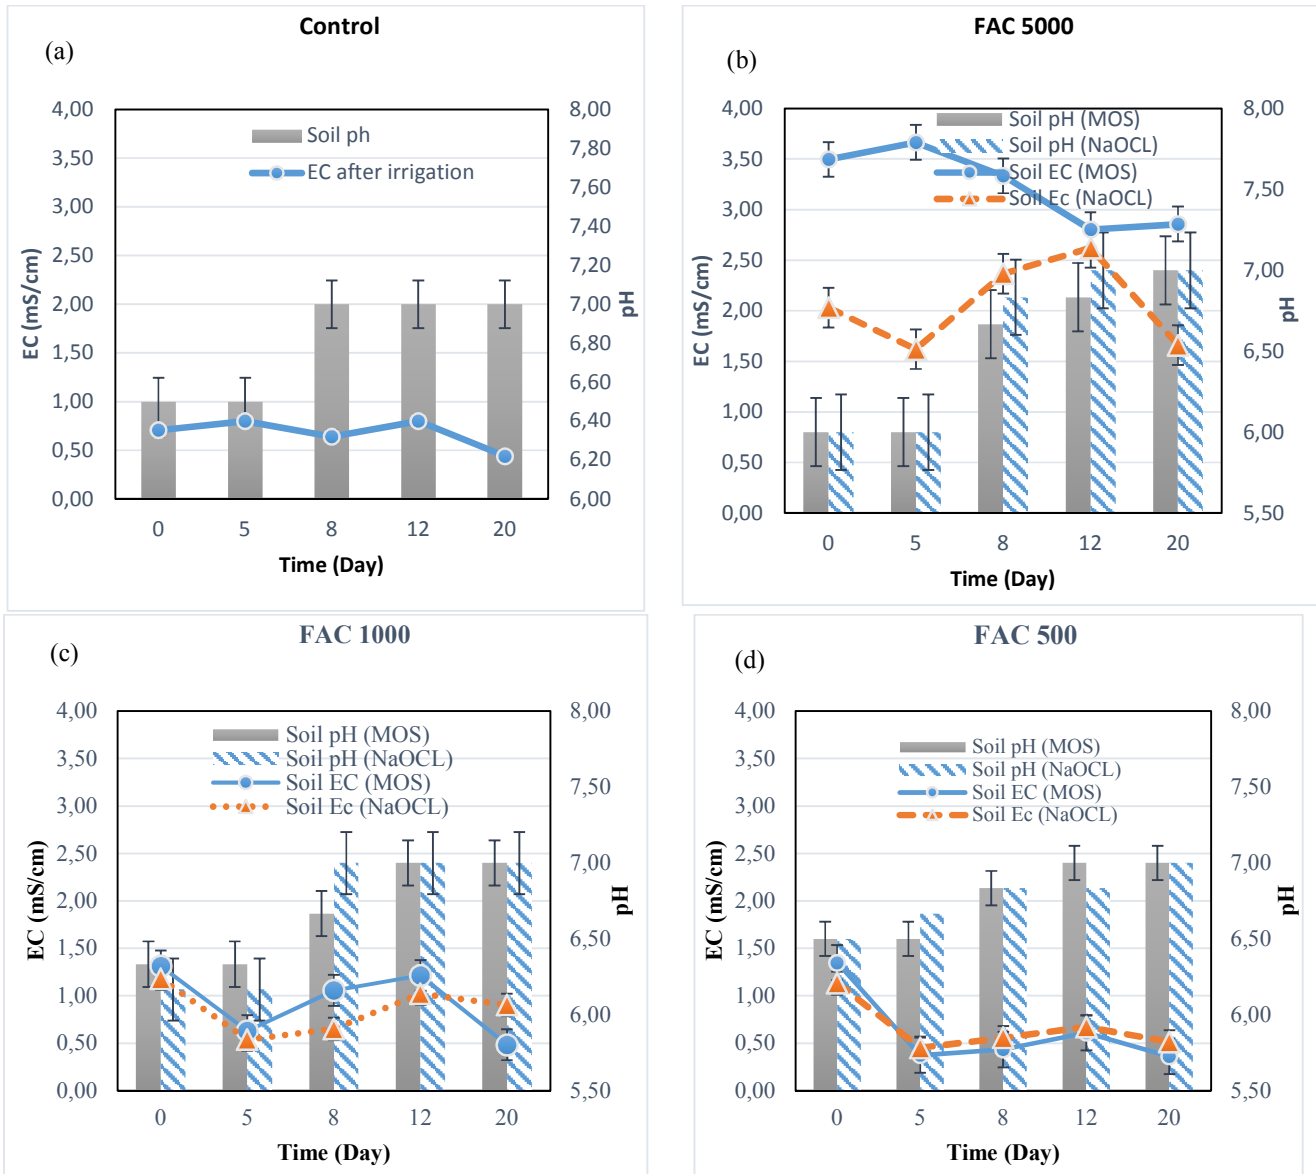 Control
(a)
4,00
3,50
3,00
2,50
2,00
1,50
1,00
0,50
0,00
EC (mS/cm)
Soil ph
EC after irrigation
8,00
7,80
7,60
7,40
7,20
7,00
6,80
6,60
6,40
6,20
6,00
pH
0 5 8 12 20
Time (Day)
FAC 5000
(b)
4,00
3,50
3,00
2,50
2,00
1,50
1,00
0,50
0,00
EC (mS/cm)
Soil pH (MOS)
Soil pH (NaOCL)
Soil EC (MOS)
Soil Ec (NaOCL)
8,00
7,50
7,00
6,50
6,00
5,50
pH
0 5 8 12 20
Time (Day)
FAC 1000
(c)
4,00
3,50
3,00
2,50
2,00
1,50
1,00
0,50
0,00
EC (mS/cm)
Soil pH (MOS)
Soil pH (NaOCL)
Soil EC (MOS)
Soil Ec (NaOCL)
8,00
7,50
7,00
6,50
6,00
5,50
pH
0 5 8 12 20
Time (Day)
FAC 500
(d)
4,00
3,50
3,00
2,50
2,00
1,50
1,00
0,50
0,00
EC (mS/cm)
Soil pH (MOS)
Soil pH (NaOCL)
Soil EC (MOS)
Soil Ec (NaOCL)
8,00
7,50
7,00
6,50
6,00
5,50
pH
0 5 8 12 20
Time (Day)